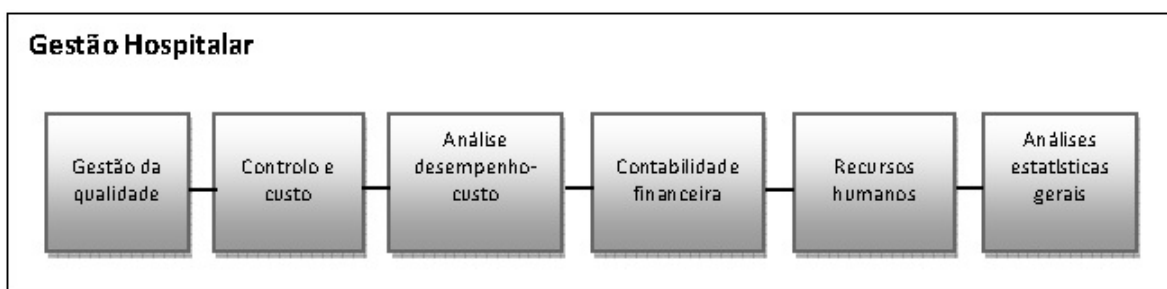 Gestão Hospitalar
Gestão da
qualidade
Controlo e
custo
Análise
desempenho-
custo
Contabilidade
financeira
Recursos
humanos
Análises
estatísticas
gerais